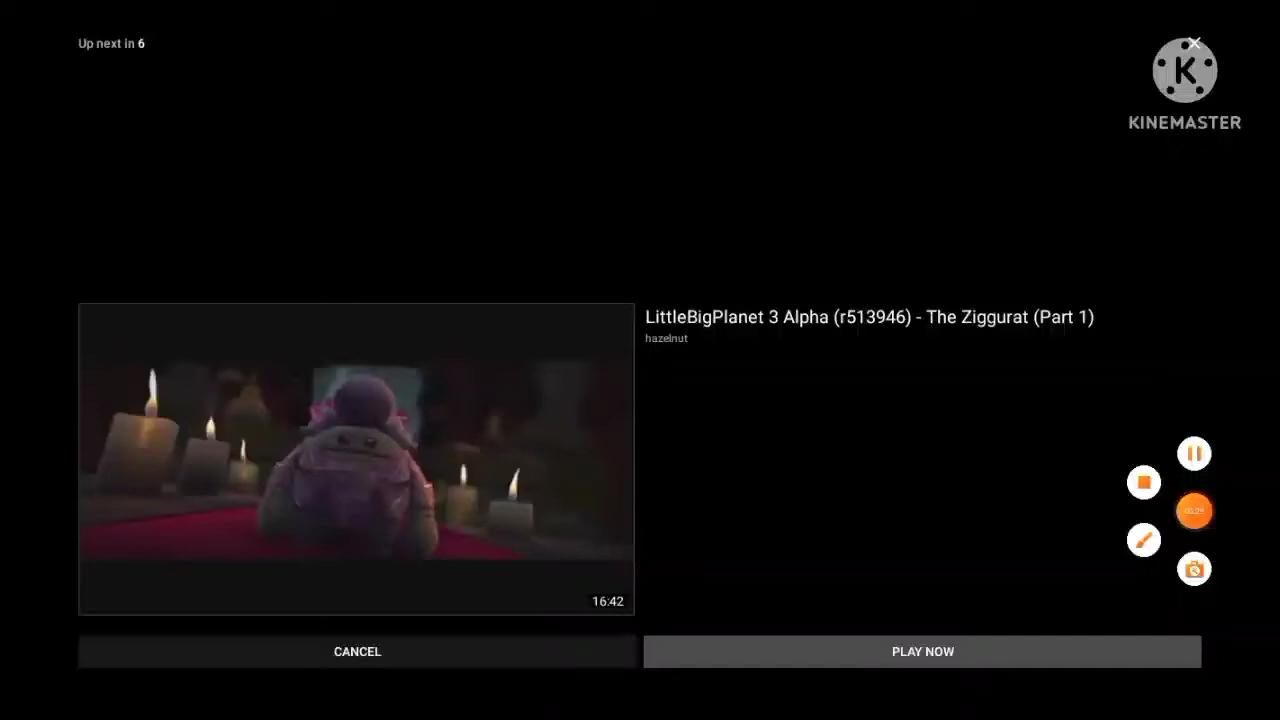 Up next in 6
KINEMASTER
LittleBigPlanet 3 Alpha (r513946) - The Ziggurat (Part 1)
hazelnut
16:42
CANCEL
PLAY NOW